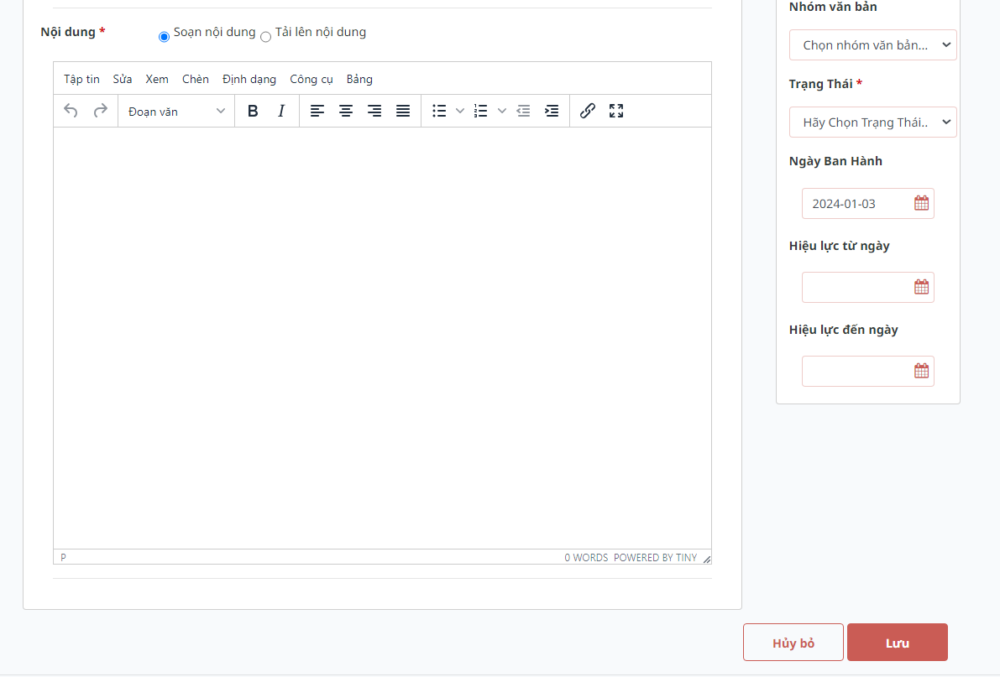 Nội dung *
Soạn nội dung Tải lên nội dung
Tập tin Sửa Xem Chèn Định dạng Công cụ Bảng
Đoạn văn B I
P
0 WORDS POWERED BY TINY
Nhóm văn bản
Chọn nhóm văn bản...
Trạng Thái *
Hãy Chọn Trạng Thái..
Ngày Ban Hành
2024-01-03
Hiệu lực từ ngày
Hiệu lực đến ngày
Hủy bỏ Lưu